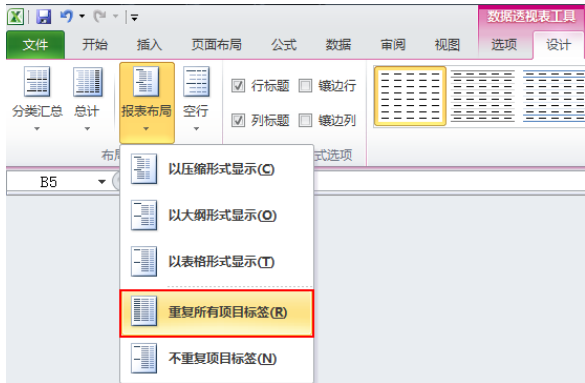 数据透视表工具
文件 开始 插入 页面布局 公式 数据 审阅 视图 选项 设计
分类汇总 总计 报表布局 空行
行标题 镶边行
列标题 镶边列
布局
式选项
B5
以压缩形式显示(C)
以大纲形式显示(O)
以表格形式显示(T)
重复所有项目标签(R)
不重复项目标签(N)